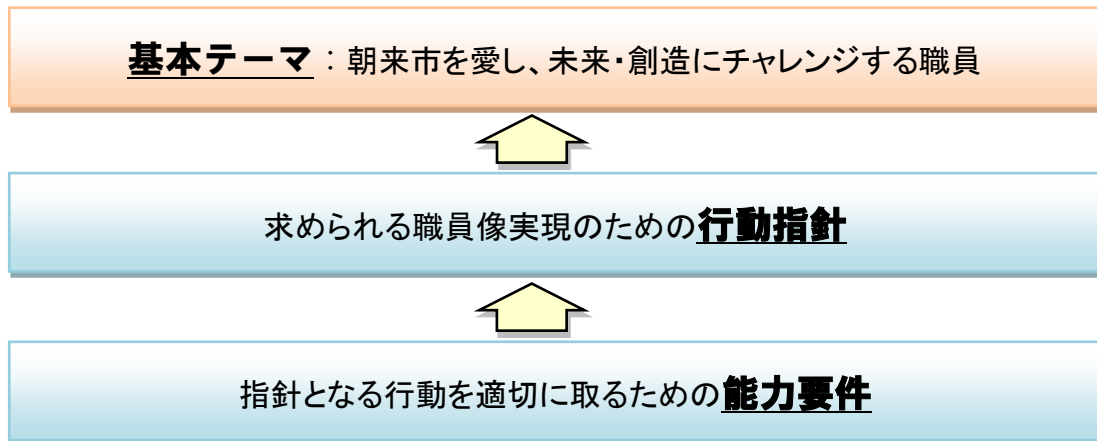 基本テーマ：朝来市を愛し、未来・創造にチャレンジする職員
求められる職員像実現のための行動指針
指針となる行動を適切に取るための能力要件